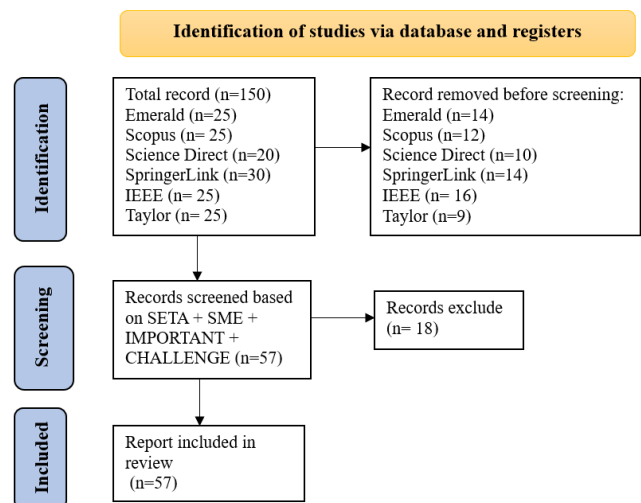 Identification of studies via database and registers
Identification
Total record (n=150)
Emerald (n=25)
Scopus (n= 25)
Science Direct (n=20)
SpringerLink (n=30)
IEEE (n= 25)
Taylor (n= 25)
Record removed before screening:
Emerald (n=14)
Scopus (n=12)
Science Direct (n=10)
SpringerLink (n=14)
IEEE (n= 16)
Taylor (n=9)
Screening
Records screened based
on SETA + SME +
IMPORTANT +
CHALLENGE (n=57)
Records exclude
(n= 18)
Included
Report included in
review
(n=57)